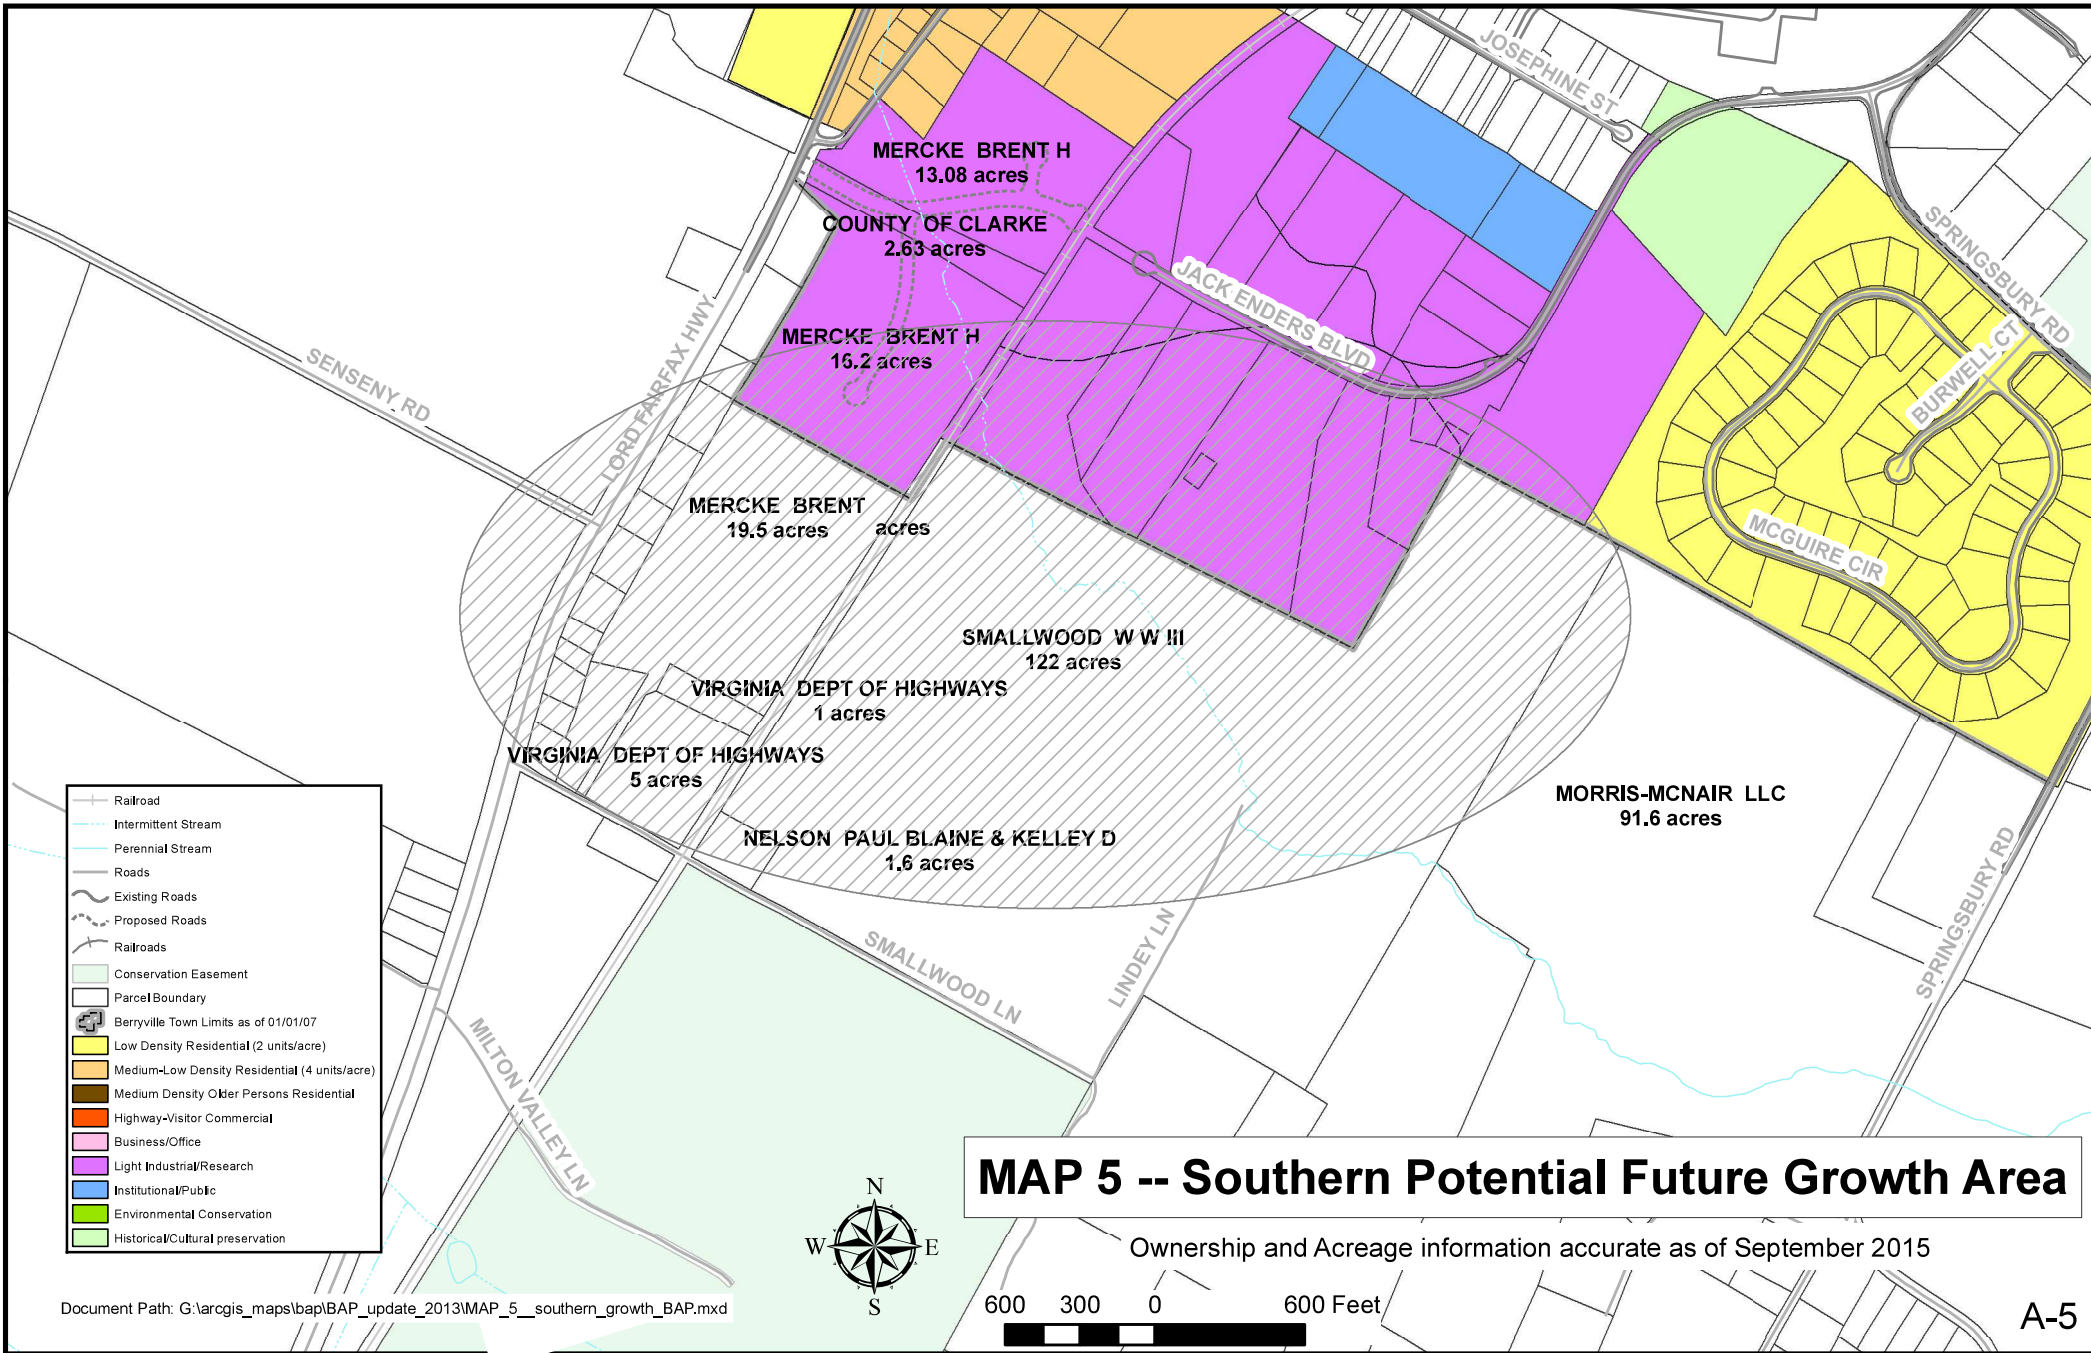 JOSEPHINE ST
MERCKE BRENT H
13.08 acres
COUNTY OF CLARKE
2.63 acres
SPRINGSBURY RD
JACK ENDERS BLVD
MERCKE BRENT H
16.2 acres
LORD FAIRFAX HWY
SENSENY RD
BURWELL CT
MERCKE BRENT
19.5 acres
acres
MCGUIRE CIR
SMALLWOOD W W III
122 acres
VIRGINIA DEPT OF HIGHWAYS
1 acres
VIRGINIA DEPT OF HIGHWAYS
5 acres
MORRIS-MCNAIR LLC
91.6 acres
NELSON PAUL BLAINE & KELLEY D
1.6 acres
SPRINGSBURY RD
SMALLWOOD LN
LINDEY LN
MILTON VALLEY LN
Railroad
Intermittent Stream
Perennial Stream
Roads
Existing Roads
Proposed Roads
Railroads
Conservation Easement
Parcel Boundary
Berryville Town Limits as of 01/01/07
Low Density Residential (2 units/acre)
Medium-Low Density Residential (4 units/acre)
Medium Density Older Persons Residential
Highway-Visitor Commercial
Business/Office
Light Industrial/Research
Institutional/Public
Environmental Conservation
Historical/Cultural preservation
N
W E
S
MAP 5 -- Southern Potential Future Growth Area
Ownership and Acreage information accurate as of September 2015
600 300 0 600 Feet
Document Path: G:\arcgis_maps\bap\BAP_update_2013\MAP_5__southern_growth_BAP.mxd
A-5